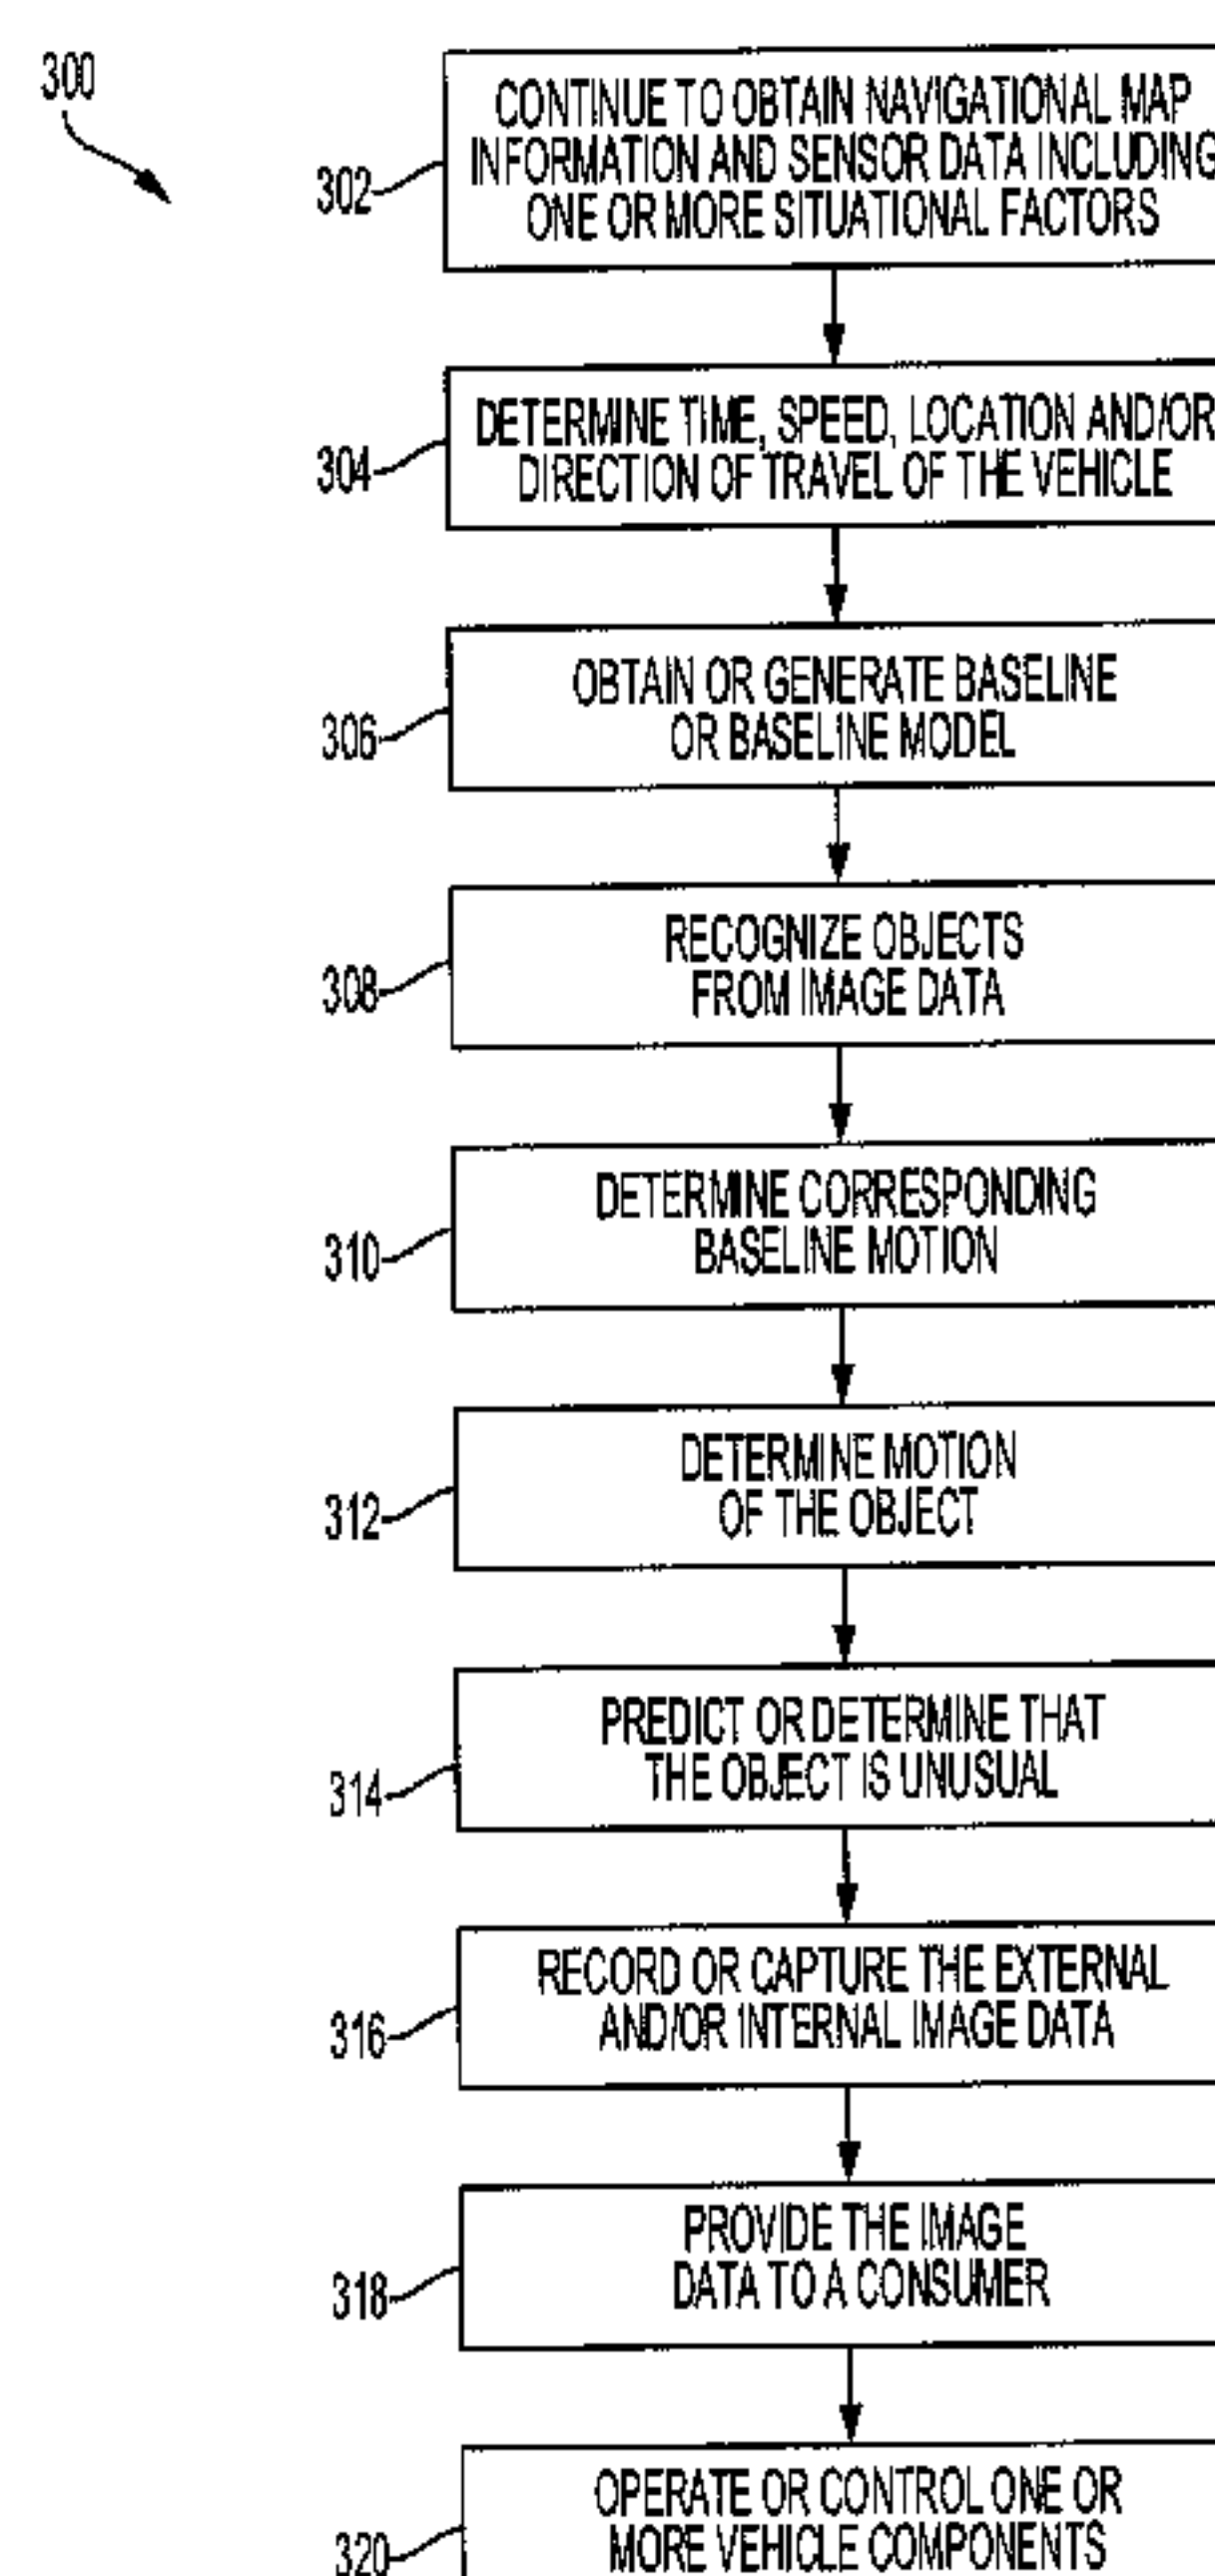 300
302
CONTINUE TO OBTAIN NAVIGATIONAL MAP
INFORMATION AND SENSOR DATA INCLUDING
ONE OR MORE SITUATIONAL FACTORS
304
DETERMINE TIME, SPEED, LOCATION AND/OR
DIRECTION OF TRAVEL OF THE VEHICLE
306
OBTAIN OR GENERATE BASELINE
OR BASELINE MODEL
308
RECOGNIZE OBJECTS
FROM IMAGE DATA
310
DETERMINE CORRESPONDING
BASELINE MOTION
312
DETERMINE MOTION
OF THE OBJECT
314
PREDICT OR DETERMINE THAT
THE OBJECT IS UNUSUAL
316
RECORD OR CAPTURE THE EXTERNAL
AND/OR INTERNAL IMAGE DATA
318
PROVIDE THE IMAGE
DATA TO A CONSUMER
320
OPERATE OR CONTROL ONE OR
MORE VEHICLE COMPONENTS